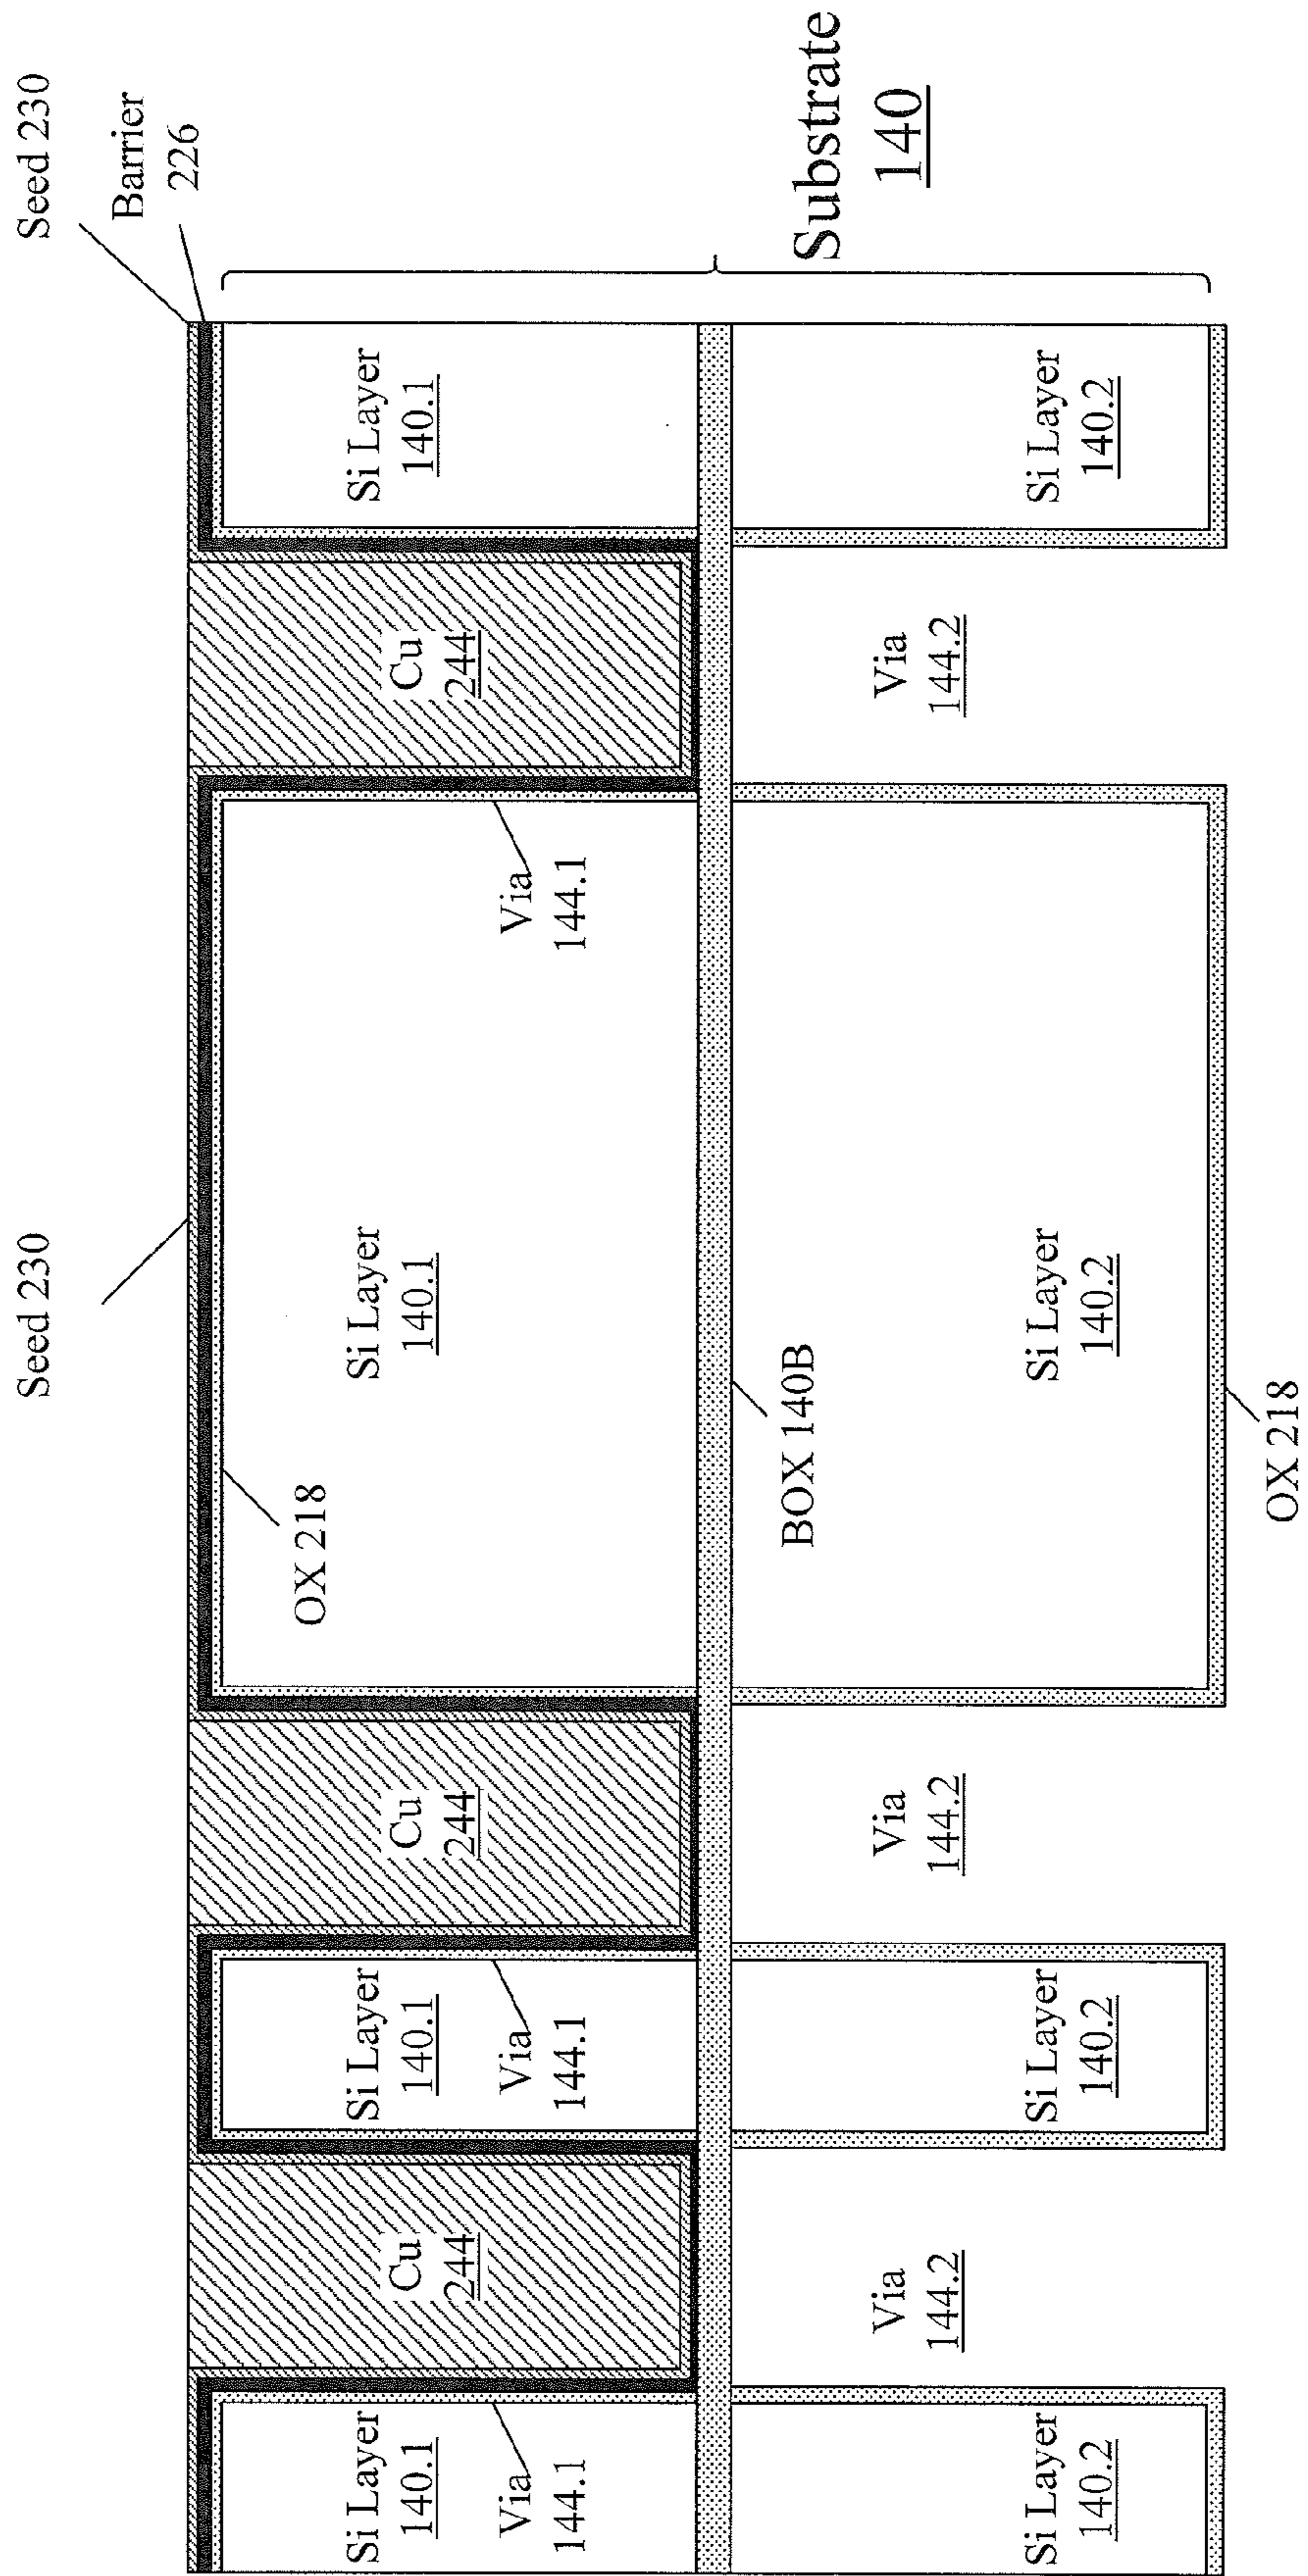 Seed 230
Seed 230
Barrier
226
OX 218
Si Layer
140.1
Si Layer
140.1
Si Layer
140.1
Si Layer
140.1
Cu
244
Cu
244
Cu
244
Via
144.1
Via
144.1
Via
144.1
BOX 140B
Substrate
140
Via
144.2
Via
144.2
Via
144.2
Si Layer
140.2
Si Layer
140.2
Si Layer
140.2
Si Layer
140.2
OX 218